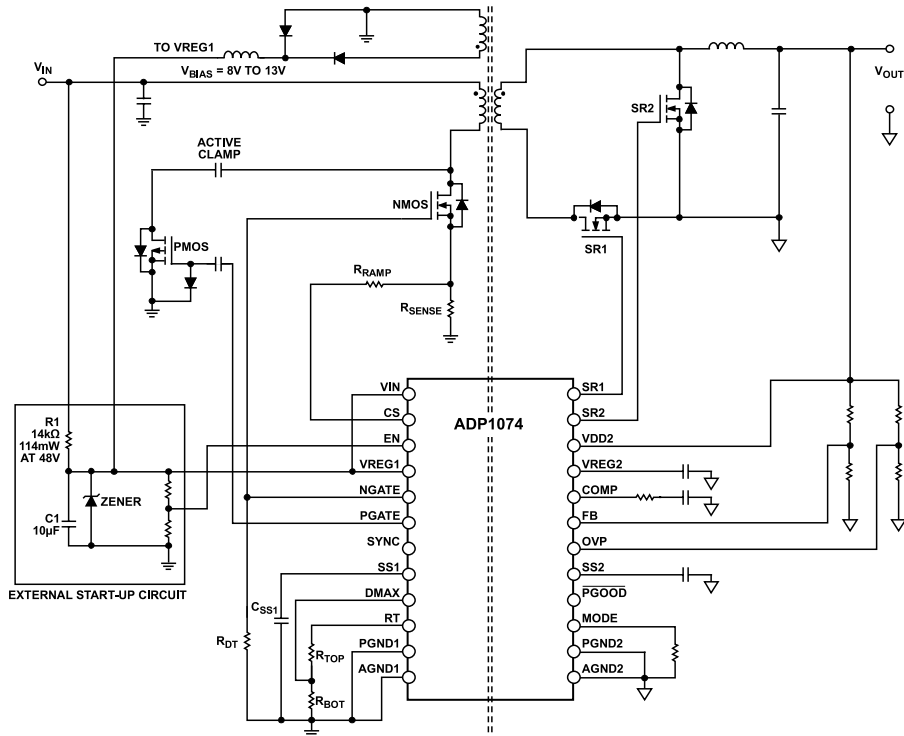 TO VREG1
VBIAS = 8V TO 13V
VIN
VOUT
SR2
ACTIVE
CLAMP
NMOS
PMOS
SR1
RRAMP
RSENSE
R1
14kΩ
114mW
AT 48V
ZENER
C1
10µF
EXTERNAL START-UP CIRCUIT
CSS1
RDT
RTOP
RBOT
ADP1074
VIN
CS
EN
VREG1
NGATE
PGATE
SYNC
SS1
DMAX
RT
PGND1
AGND1
SR1
SR2
VDD2
VREG2
COMP
FB
OVP
SS2
PGOOD
MODE
PGND2
AGND2